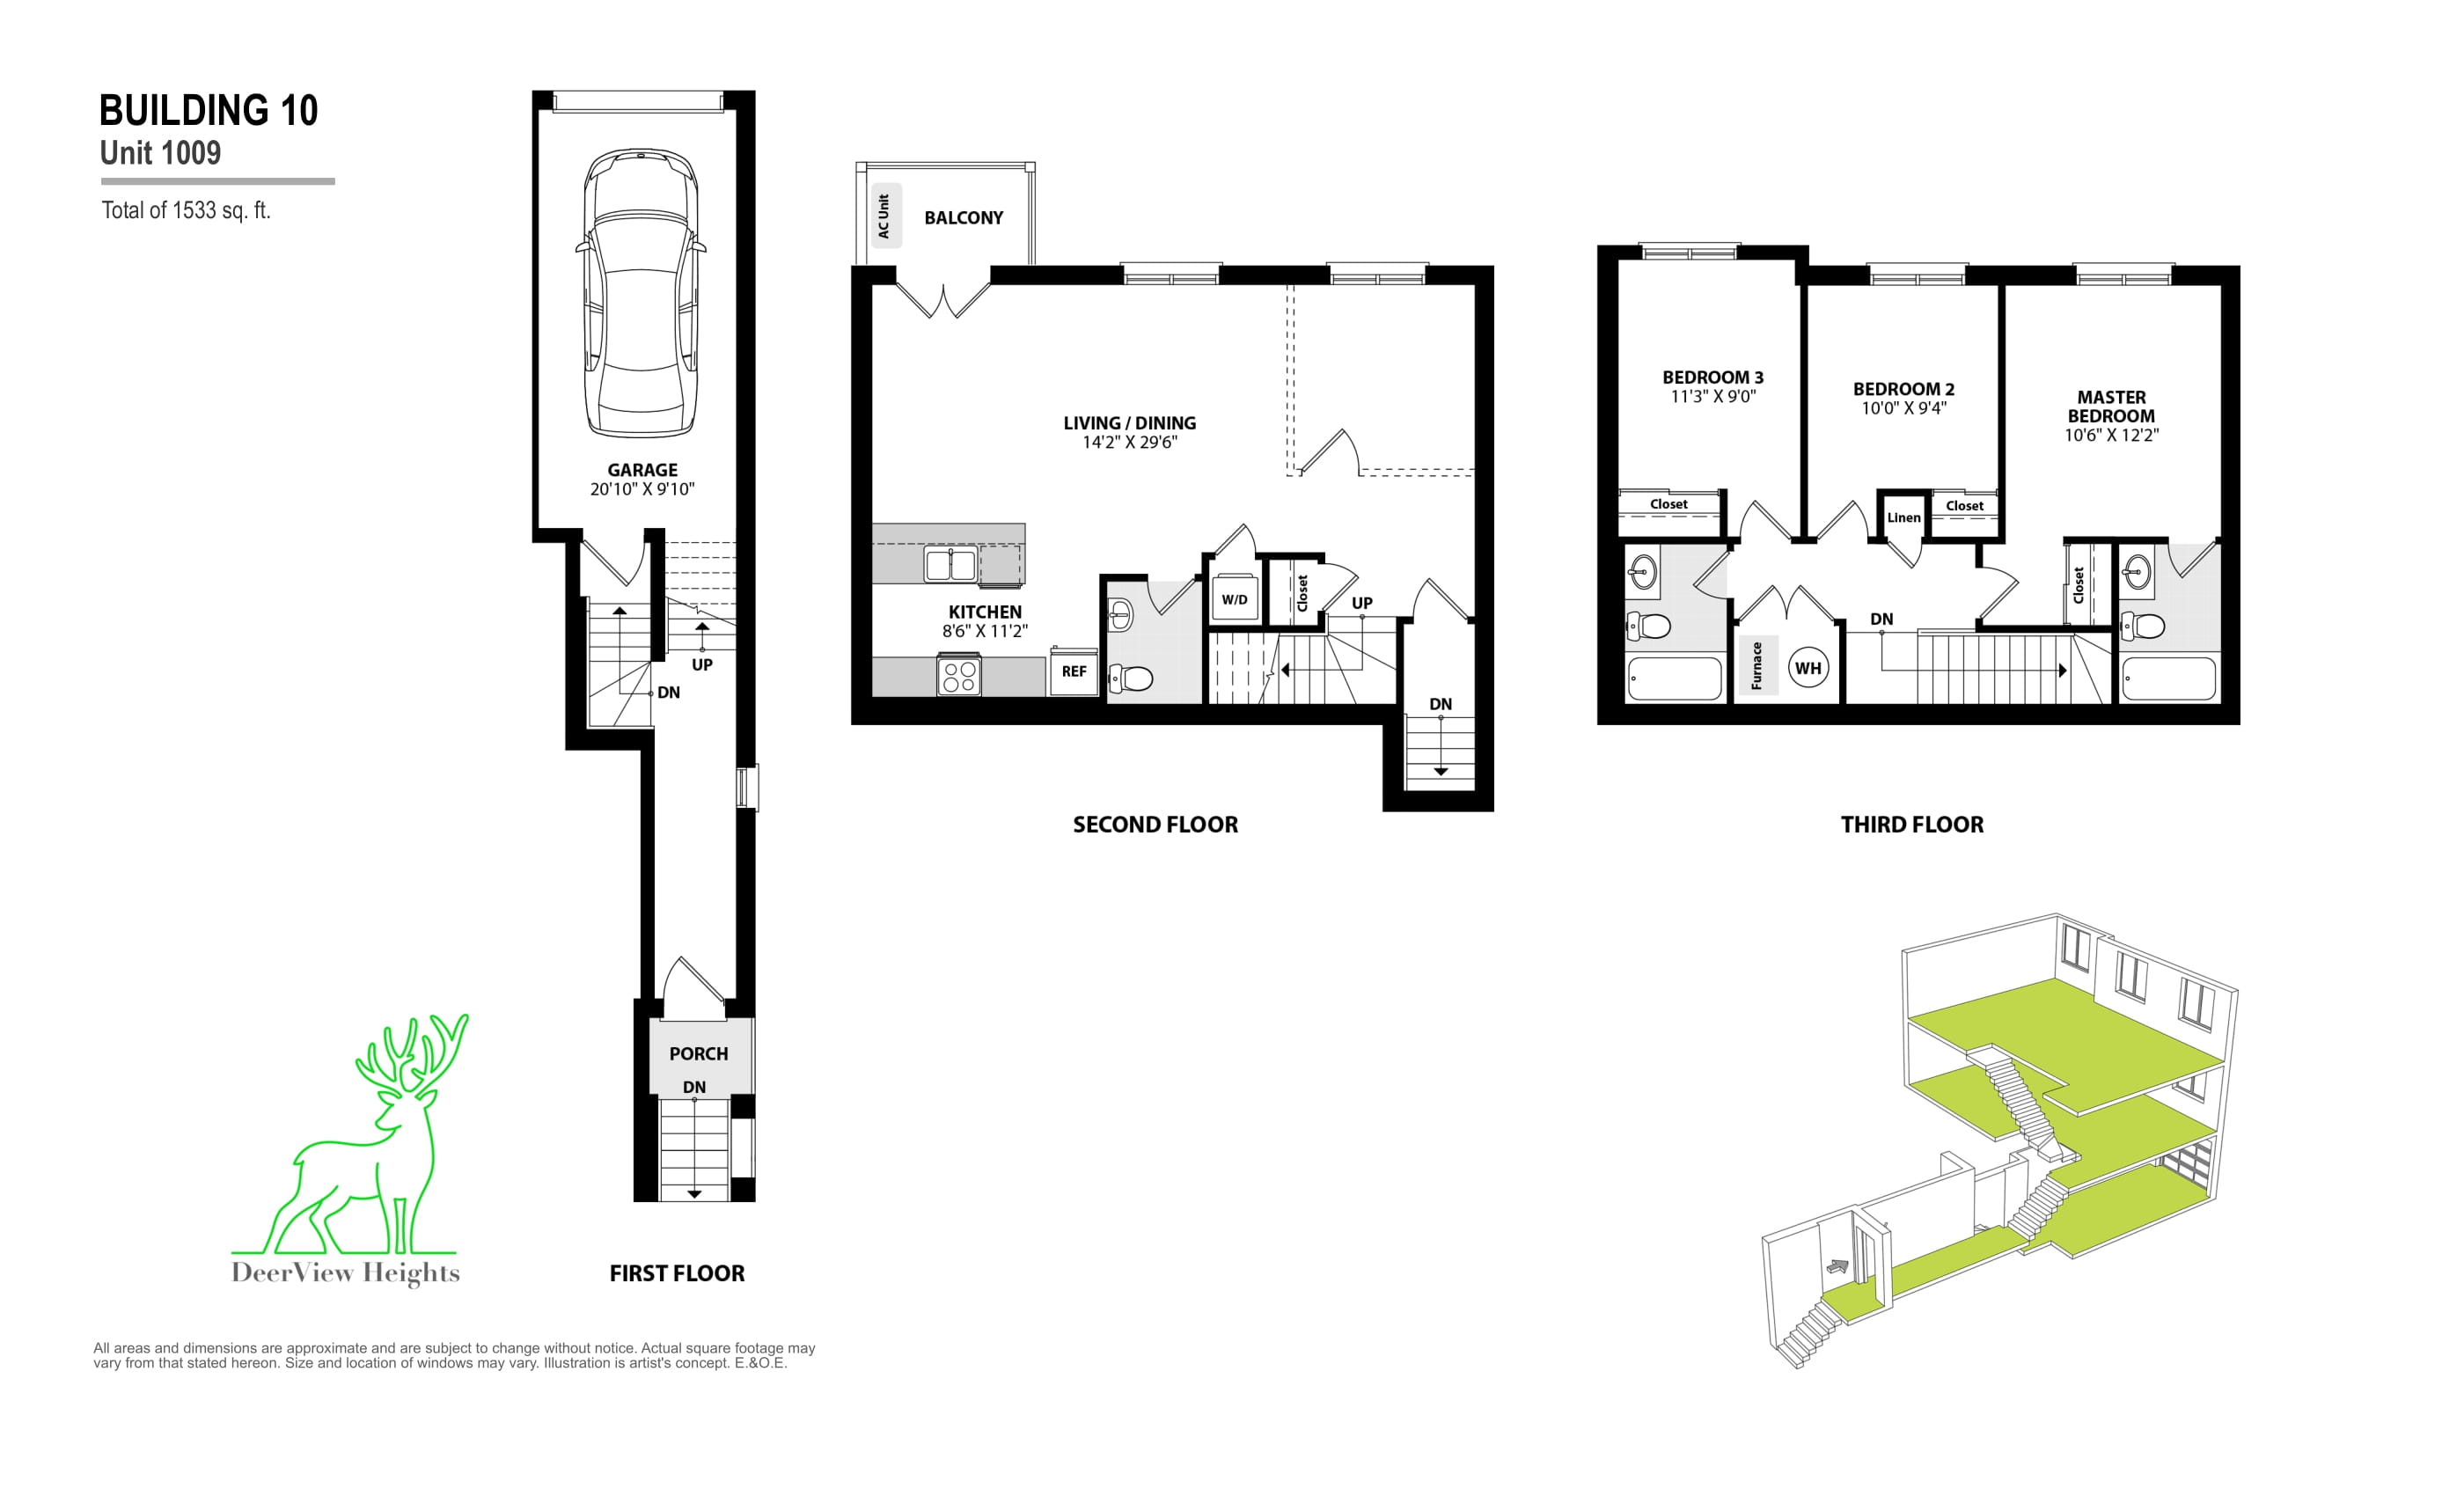 BUILDING 10
Unit 1009
Total of 1533 sq. ft.
GARAGE
20'10" X 9'10"
UP
DN
PORCH
DN
FIRST FLOOR
AC Unit
BALCONY
LIVING / DINING
14'2" X 29'6"
KITCHEN
8'6" X 11'2"
REF
W/D
Closet
UP
DN
SECOND FLOOR
BEDROOM 3
11'3" X 9'0"
BEDROOM 2
10'0" X 9'4"
MASTER
BEDROOM
10'6" X 12'2"
Closet
Linen
Closet
Closet
DN
Furnace
WH
THIRD FLOOR
DeerView Heights
All areas and dimensions are approximate and are subject to change without notice. Actual square footage may
vary from that stated hereon. Size and location of windows may vary. Illustration is artist's concept. E.&O.E.